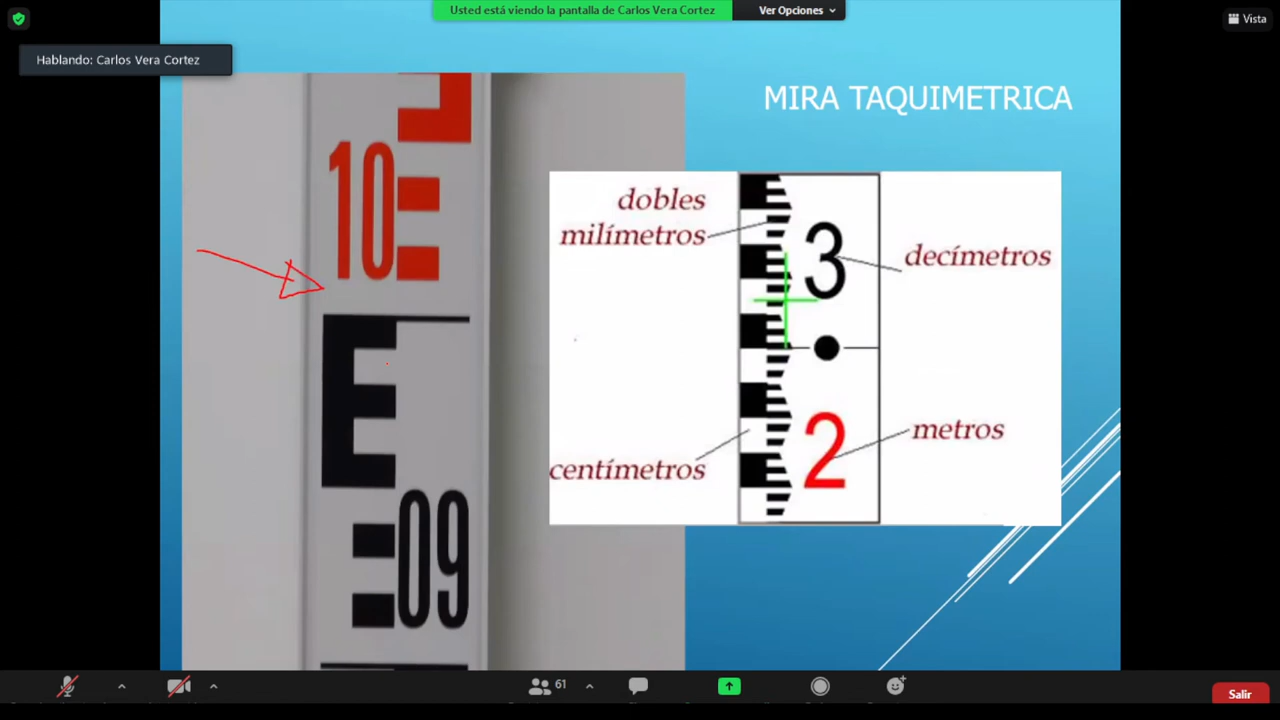 Usted está viendo la pantalla de Carlos Vera Cortez
Ver Opciones
Vista
Hablando: Carlos Vera Cortez
MIRA TAQUIMETRICA
10
09
dobles
milímetros
3
decímetros
2
metros
centímetros
61
Salir